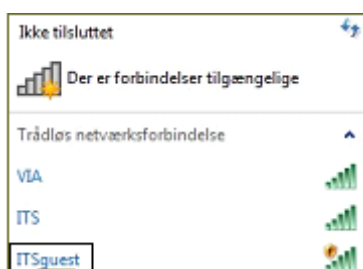 Ikke tilsluttet
Der er forbindelser tilgængelige
Trådløs netværksforbindelse
VIA
ITS
ITSguest